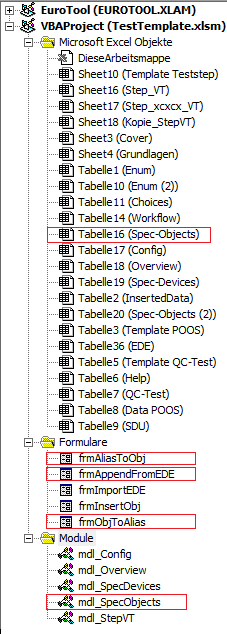 EuroTool (EUROTOOL.XLAM)
VBAProject (TestTemplate.xlsm)
Microsoft Excel Objekte
DieseArbeitsmappe
Sheet10 (Template Teststep)
Sheet16 (Step_VT)
Sheet17 (Step_xcxcx_VT)
Sheet18 (Kopie_StepVT)
Sheet3 (Cover)
Sheet4 (Grundlagen)
Tabelle1 (Enum)
Tabelle10 (Enum (2))
Tabelle11 (Choices)
Tabelle14 (Workflow)
Tabelle16 (Spec-Objects)
Tabelle17 (Config)
Tabelle18 (Overview)
Tabelle19 (Spec-Devices)
Tabelle2 (InsertedData)
Tabelle20 (Spec-Objects (2))
Tabelle3 (Template POOS)
Tabelle36 (EDE)
Tabelle5 (Template QC-Test)
Tabelle6 (Help)
Tabelle7 (QC-Test)
Tabelle8 (Data POOS)
Tabelle9 (SDU)
Formulare
frmAliasToObj
frmAppendFromEDE
frmImportEDE
frmInsertObj
frmObjToAlias
Module
mdl_Config
mdl_Overview
mdl_SpecDevices
mdl_SpecObjects
mdl_StepVT